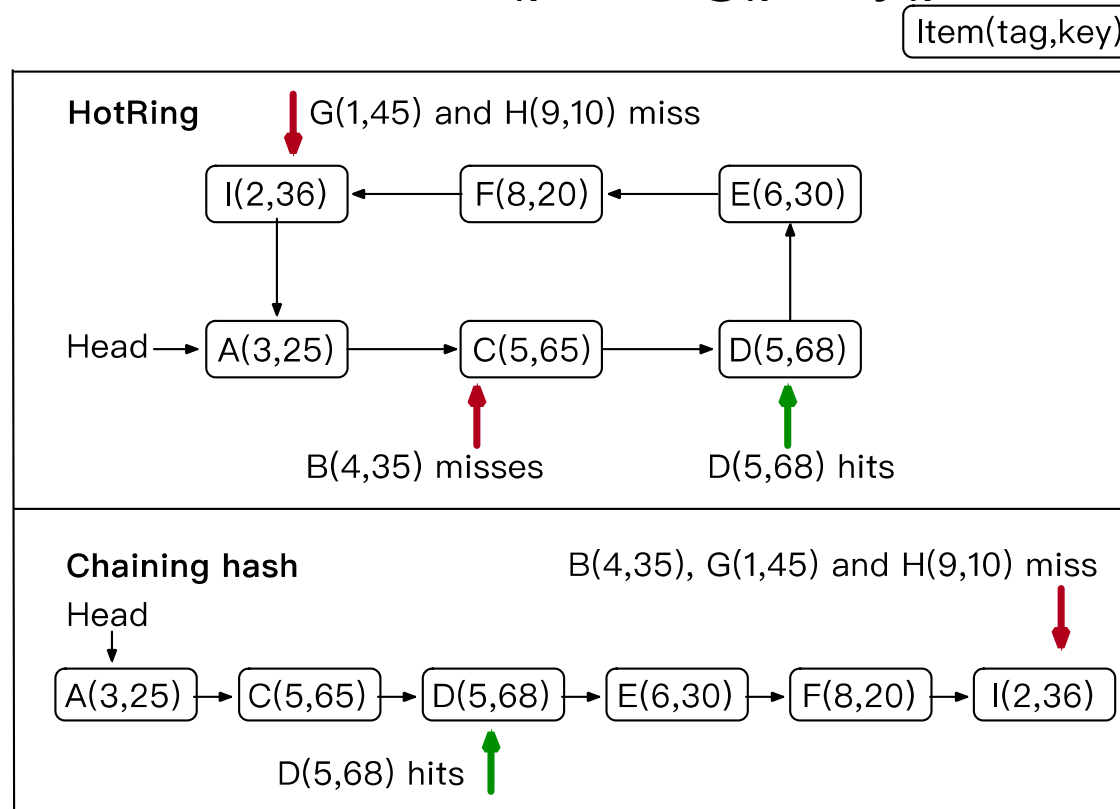 Item(tag,key)
HotRing
G(1,45) and H(9,10) miss
I(2,36)
F(8,20)
E(6,30)
Head
A(3,25)
C(5,65)
D(5,68)
B(4,35) misses
D(5,68) hits
Chaining hash
B(4,35), G(1,45) and H(9,10) miss
Head
A(3,25)
C(5,65)
D(5,68)
E(6,30)
F(8,20)
I(2,36)
D(5,68) hits